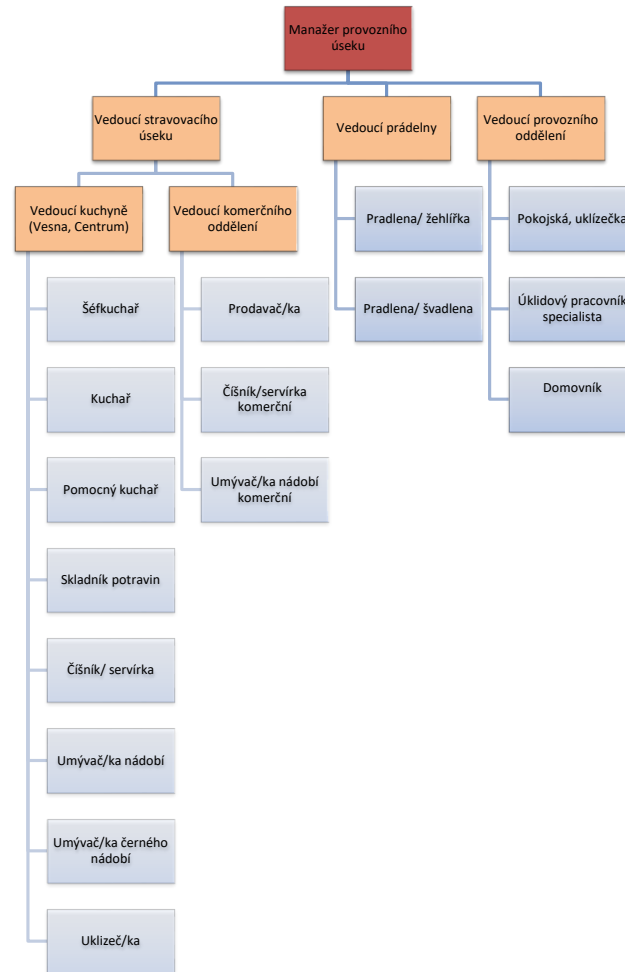 Manažer provozního
úseku
Vedoucí stravovacího
úseku
Vedoucí prádelny
Vedoucí provozního
oddělení
Vedoucí kuchyně
(Vesna, Centrum)
Vedoucí komerčního
oddělení
Pradlena/ žehlířka
Pokojská, uklízečka
Šéfkuchař
Prodavač/ka
Pradlena/ švadlena
Úklidový pracovník
specialista
Kuchař
Číšník/servírka
komerční
Domovník
Pomocný kuchař
Umývač/ka nádobí
komerční
Skladník potravin
Číšník/ servírka
Umývač/ka nádobí
Umývač/ka černého
nádobí
Uklizeč/ka